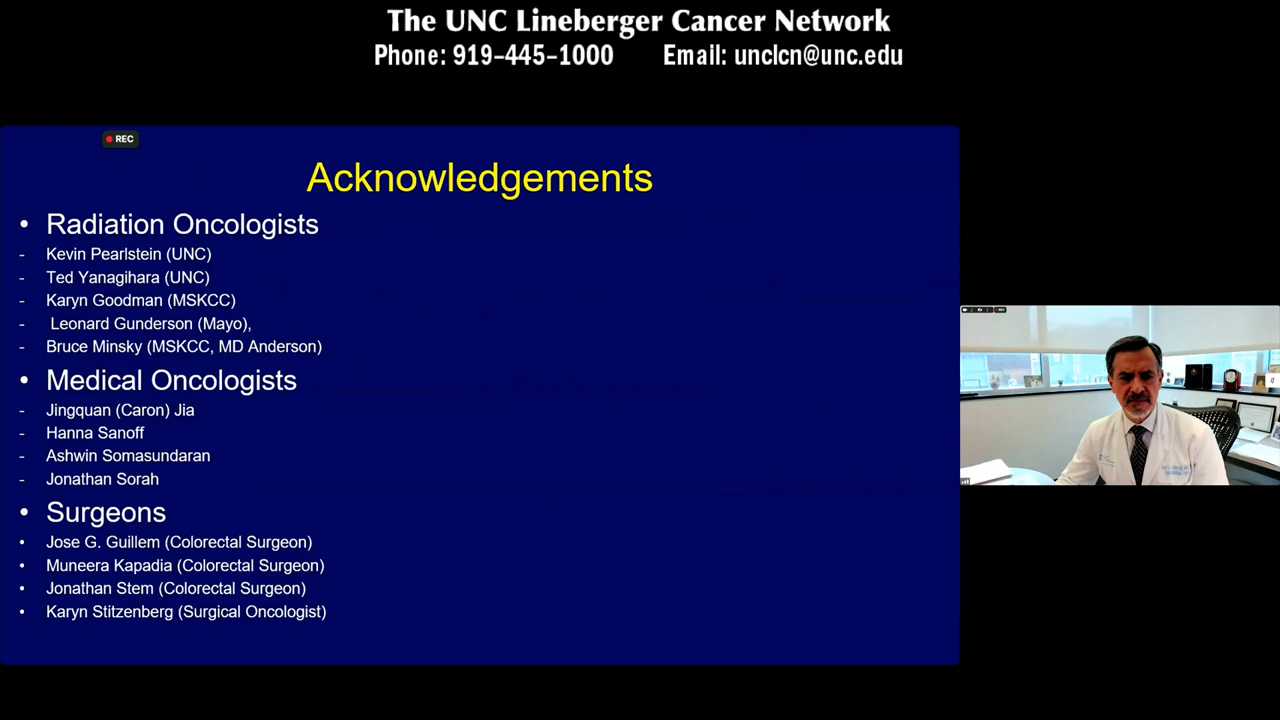 The UNC Lineberger Cancer Network
Phone: 919-445-1000 Email: unclcn@unc.edu
REC
Acknowledgements
• Radiation Oncologists
- Kevin Pearlstein (UNC)
- Ted Yanagihara (UNC)
- Karyn Goodman (MSKCC)
- Leonard Gunderson (Mayo),
- Bruce Minsky (MSKCC, MD Anderson)
• Medical Oncologists
- Jingquan (Caron) Jia
- Hanna Sanoff
- Ashwin Somasundaran
- Jonathan Sorah
• Surgeons
• Jose G. Guillem (Colorectal Surgeon)
• Muneera Kapadia (Colorectal Surgeon)
• Jonathan Stem (Colorectal Surgeon)
• Karyn Stitzenberg (Surgical Oncologist)